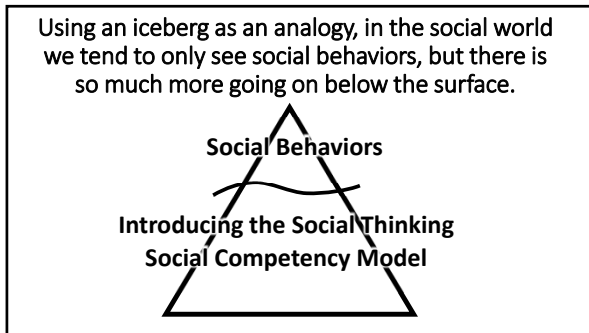 Using an iceberg as an analogy, in the social world
we tend to only see social behaviors, but there is
so much more going on below the surface.
Social Behaviors
Introducing the Social Thinking
Social Competency Model